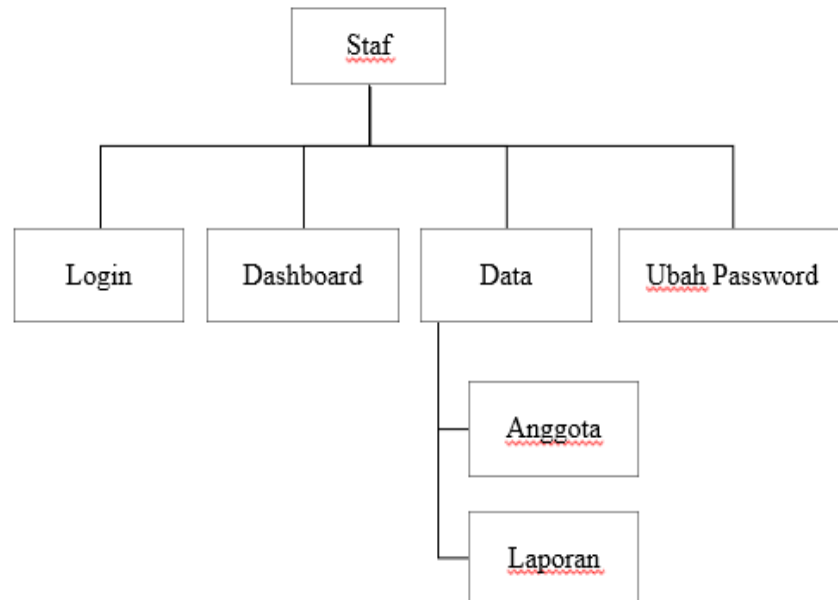 Staf
Login
Dashboard
Data
Ubah Password
Anggota
Laporan